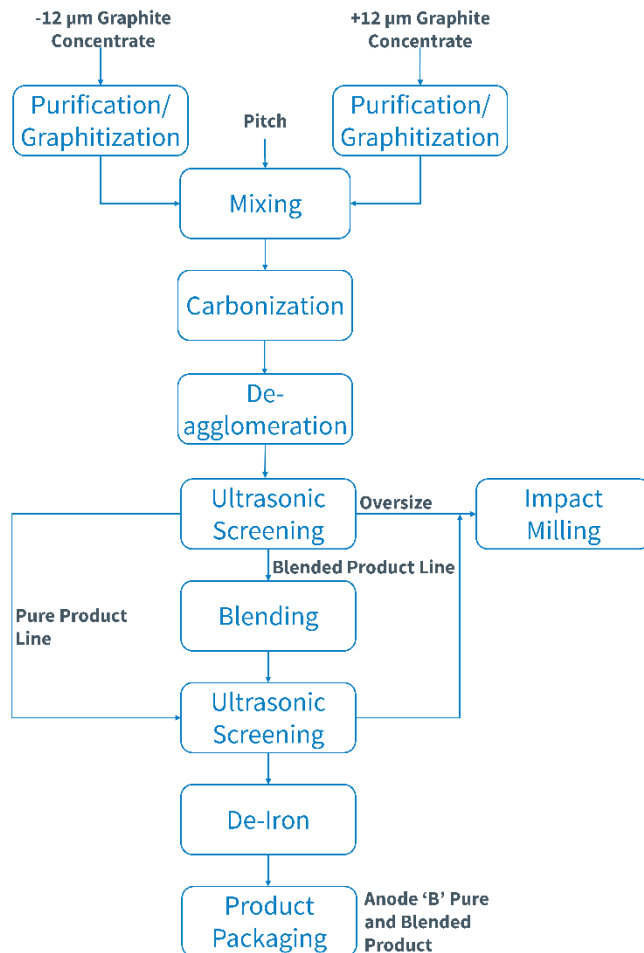 -12 µm Graphite
Concentrate
+12 µm Graphite
Concentrate
Purification/
Graphitization
Pitch
Purification/
Graphitization
Mixing
Carbonization
De-
agglomeration
Ultrasonic
Screening
Oversize
Impact
Milling
Blended Product Line
Pure Product
Line
Blending
Ultrasonic
Screening
De-Iron
Product
Packaging
Anode ‘B’ Pure
and Blended
Product